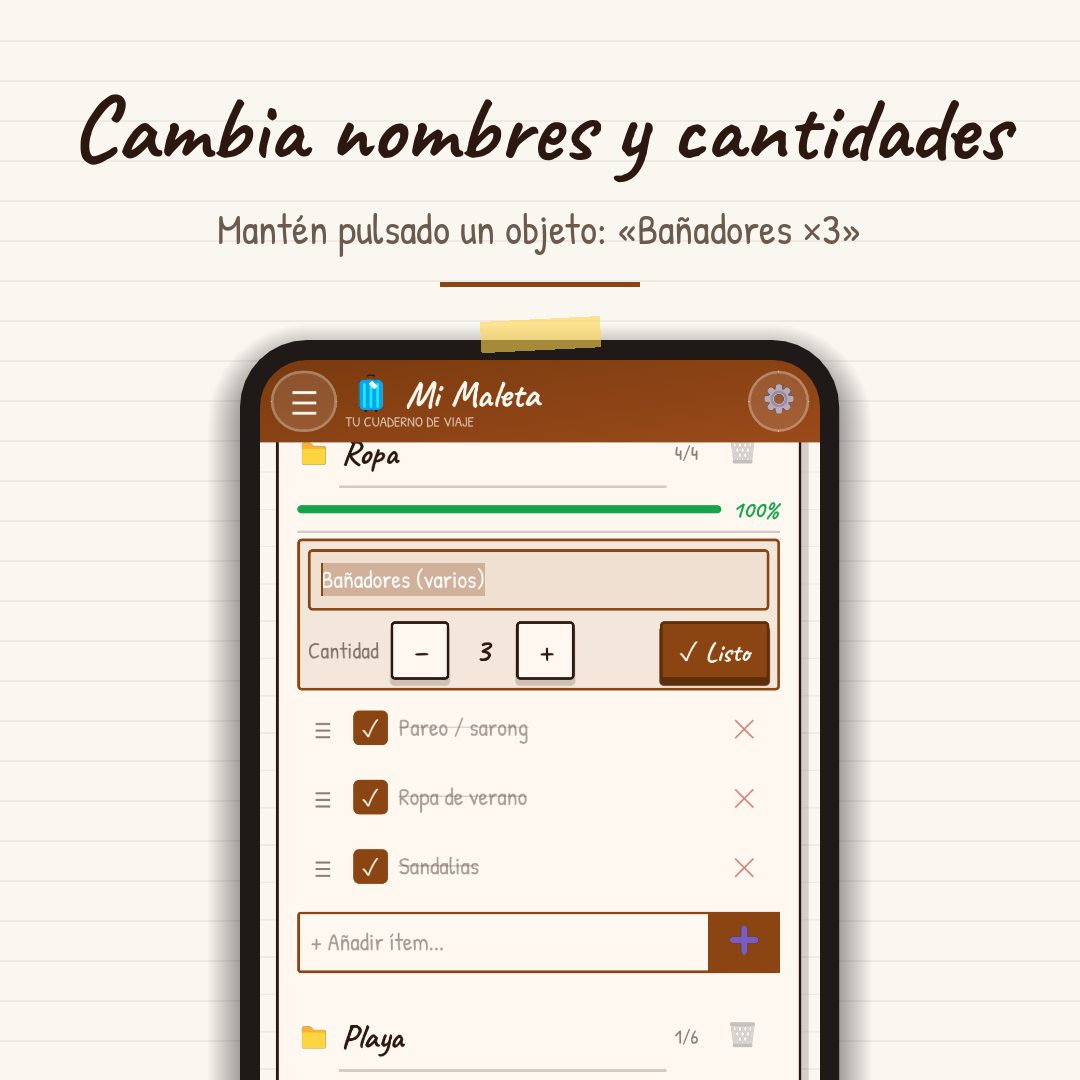 Cambia nombres y cantidades
Mantén pulsado un objeto: «Bañadores ×3»
Mi Maleta
TU CUADERNO DE VIAJE
Ropa 4/4
100%
Bañadores (varios)
Cantidad − 3 + ✓ Listo
Pareo / sarong
Ropa de verano
Sandalias
+ Añadir ítem...
Playa 1/6